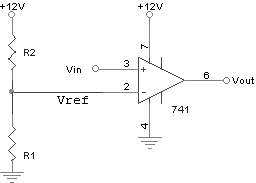 +12V +12V
R2
7
Vin 3 +
6 Vout
2 -
Vref 741
4
R1